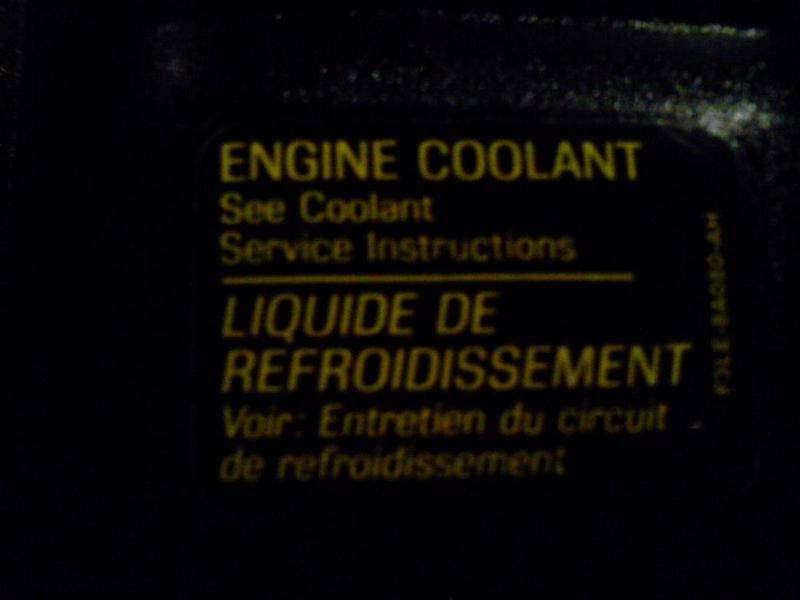 ENGINE COOLANT
See Coolant
Service Instructions
LIQUIDE DE
REFROIDISSEMENT
Voir: Entretien du circuit
de refroidissement